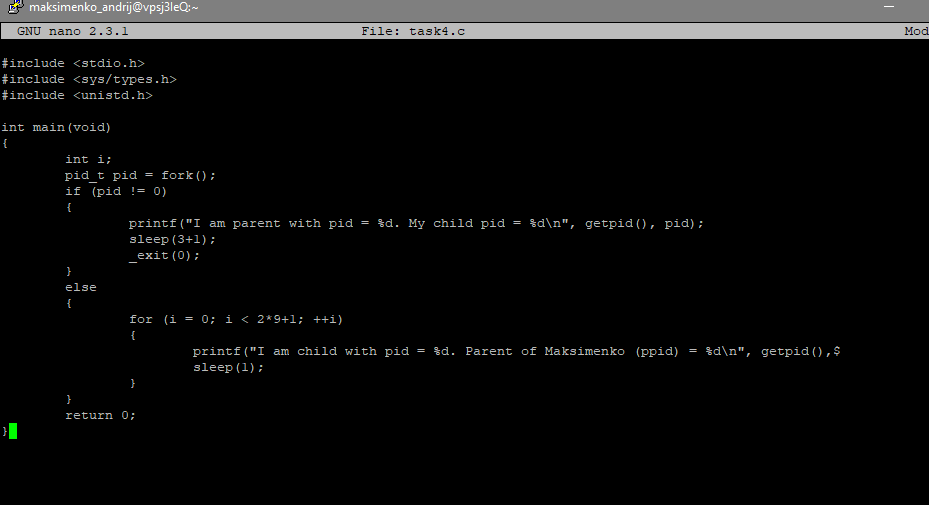 maksimenko_andrij@vpsj3leQ:~
GNU nano 2.3.1 File: task4.c Mod
#include <stdio.h>
#include <sys/types.h>
#include <unistd.h>
int main(void)
{
int i;
pid_t pid = fork();
if (pid != 0)
{
printf("I am parent with pid = %d. My child pid = %d\n", getpid(), pid);
sleep(3+1);
_exit(0);
}
else
{
for (i = 0; i < 2*9+1; ++i)
{
printf("I am child with pid = %d. Parent of Maksimenko (ppid) = %d\n", getpid(),$
sleep(1);
}
}
return 0;
}